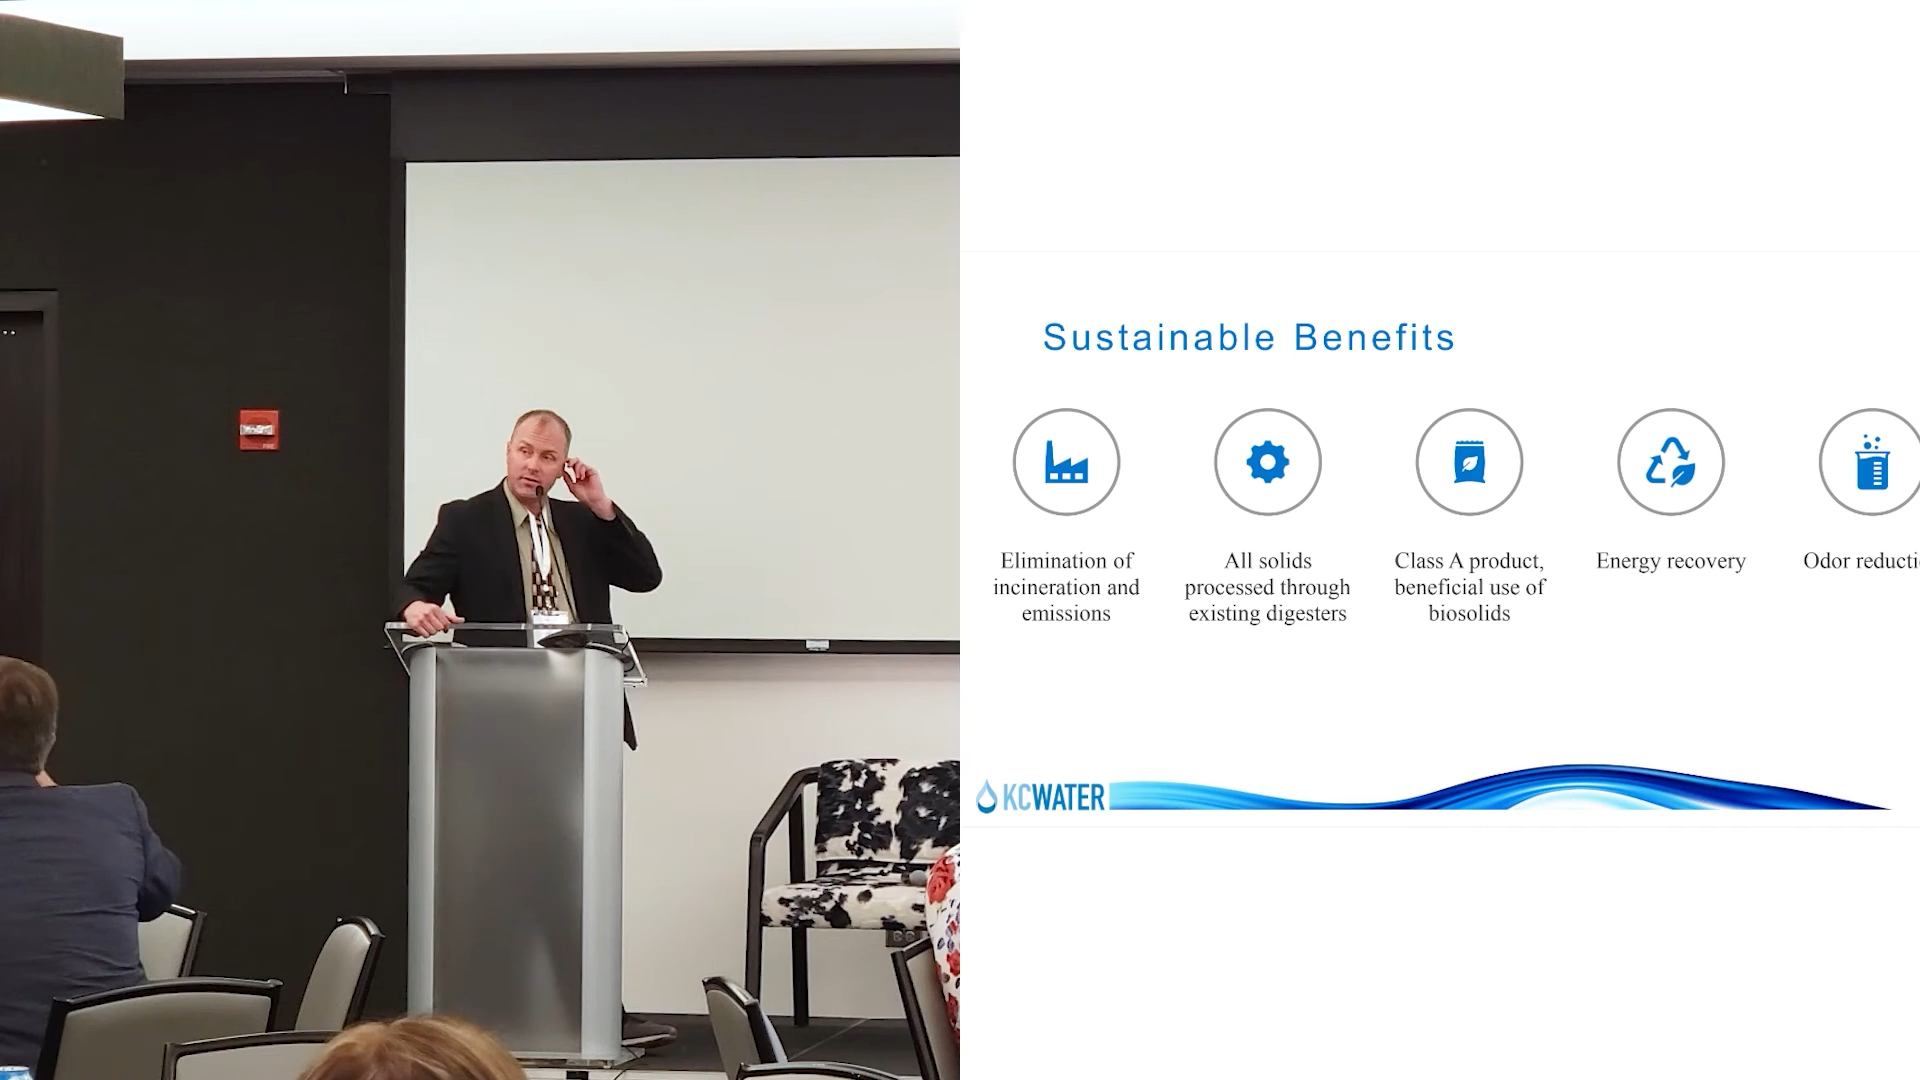 Sustainable Benefits
Elimination of
incineration and
emissions
All solids
processed through
existing digesters
Class A product,
beneficial use of
biosolids
Energy recovery
Odor reducti
KCWATER